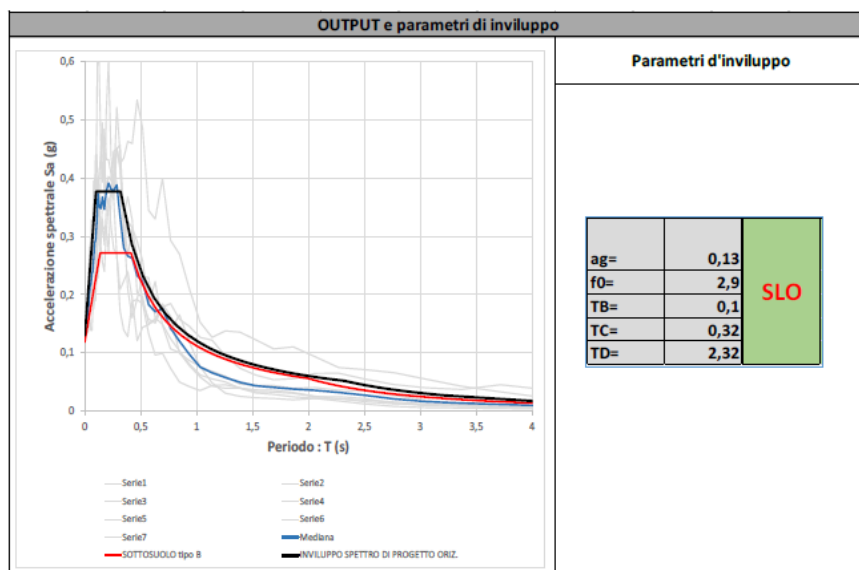 OUTPUT e parametri di inviluppo
Parametri d'inviluppo
Accelerazione spettrale Sa (g)
0,6
0,5
0,4
0,3
0,2
0,1
0
0 0,5 1 1,5 2 2,5 3 3,5 4
Periodo : T (s)
Serie1 Serie2
Serie3 Serie4
Serie5 Serie6
Serie7 Mediana
SOTTOSUOLO tipo B INVILUPPO SPETTRO DI PROGETTO ORIZ.
ag= 0,13
f0= 2,9
TB= 0,1
TC= 0,32
TD= 2,32
SLO